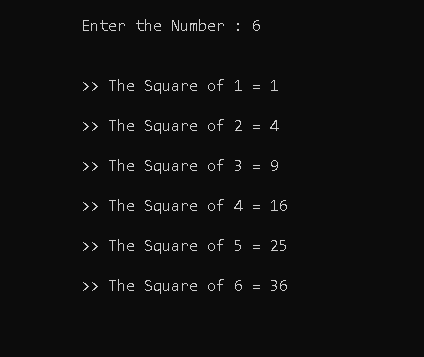 Enter the Number : 6
>> The Square of 1 = 1
>> The Square of 2 = 4
>> The Square of 3 = 9
>> The Square of 4 = 16
>> The Square of 5 = 25
>> The Square of 6 = 36